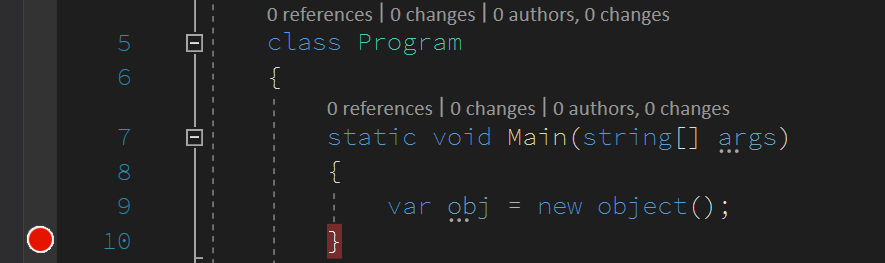 0 references | 0 changes | 0 authors, 0 changes
5 class Program
6 {
0 references | 0 changes | 0 authors, 0 changes
7 static void Main(string[] args)
8 {
9 var obj = new object();
10 }